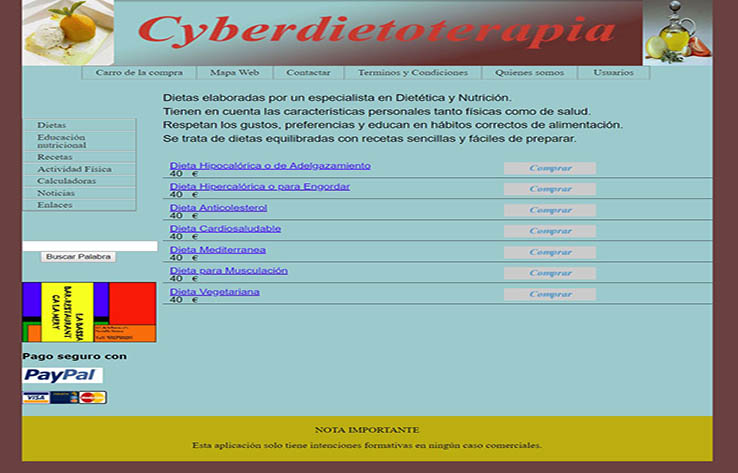 Cyberdietoterapia
Carro de la compra
Mapa Web
Contactar
Terminos y Condiciones
Quienes somos
Usuarios
Dietas
Educación
nutricional
Recetas
Actividad Física
Calculadoras
Noticias
Enlaces
Buscar Palabra
BAR-RESTAURANT
CA LA MERY
LA BASSA
Pago seguro con
PayPal
VISA
Dietas elaboradas por un especialista en Dietética y Nutrición.
Tienen en cuenta las características personales tanto físicas como de salud.
Respetan los gustos, preferencias y educan en hábitos correctos de alimentación.
Se trata de dietas equilibradas con recetas sencillas y fáciles de preparar.
Dieta Hipocalórica o de Adelgazamiento
40 €
Comprar
Dieta Hipercalórica o para Engordar
40 €
Comprar
Dieta Anticolesterol
40 €
Comprar
Dieta Cardiosaludable
40 €
Comprar
Dieta Mediterranea
40 €
Comprar
Dieta para Musculación
40 €
Comprar
Dieta Vegetariana
40 €
Comprar
NOTA IMPORTANTE
Esta aplicación solo tiene intenciones formativas en ningún caso comerciales.